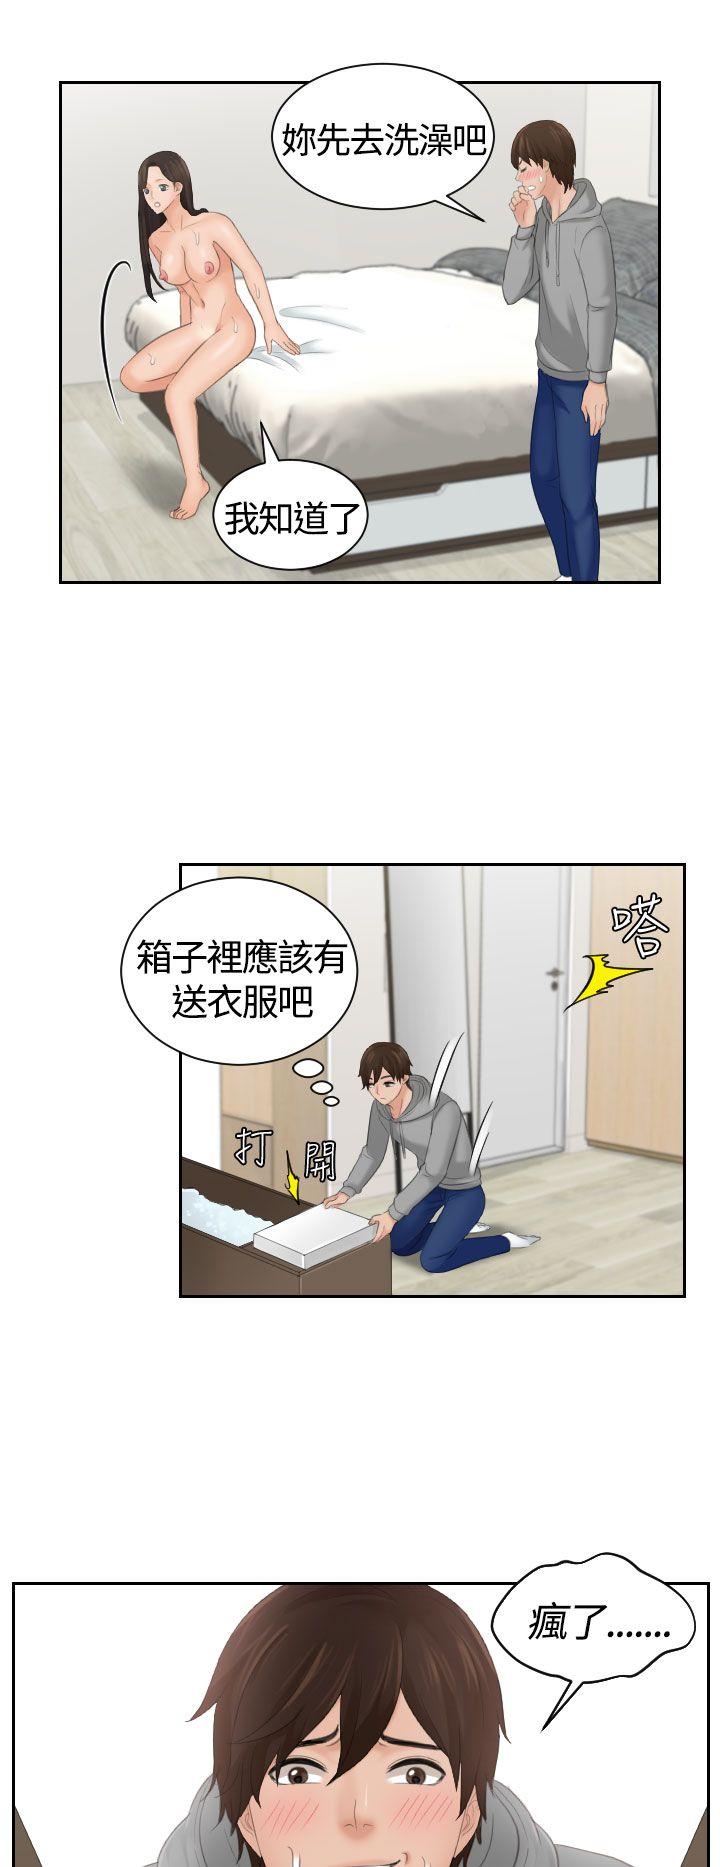 妳先去洗澡吧
我知道了
箱子裡應該有
送衣服吧
嗒
打開
瘋了.......